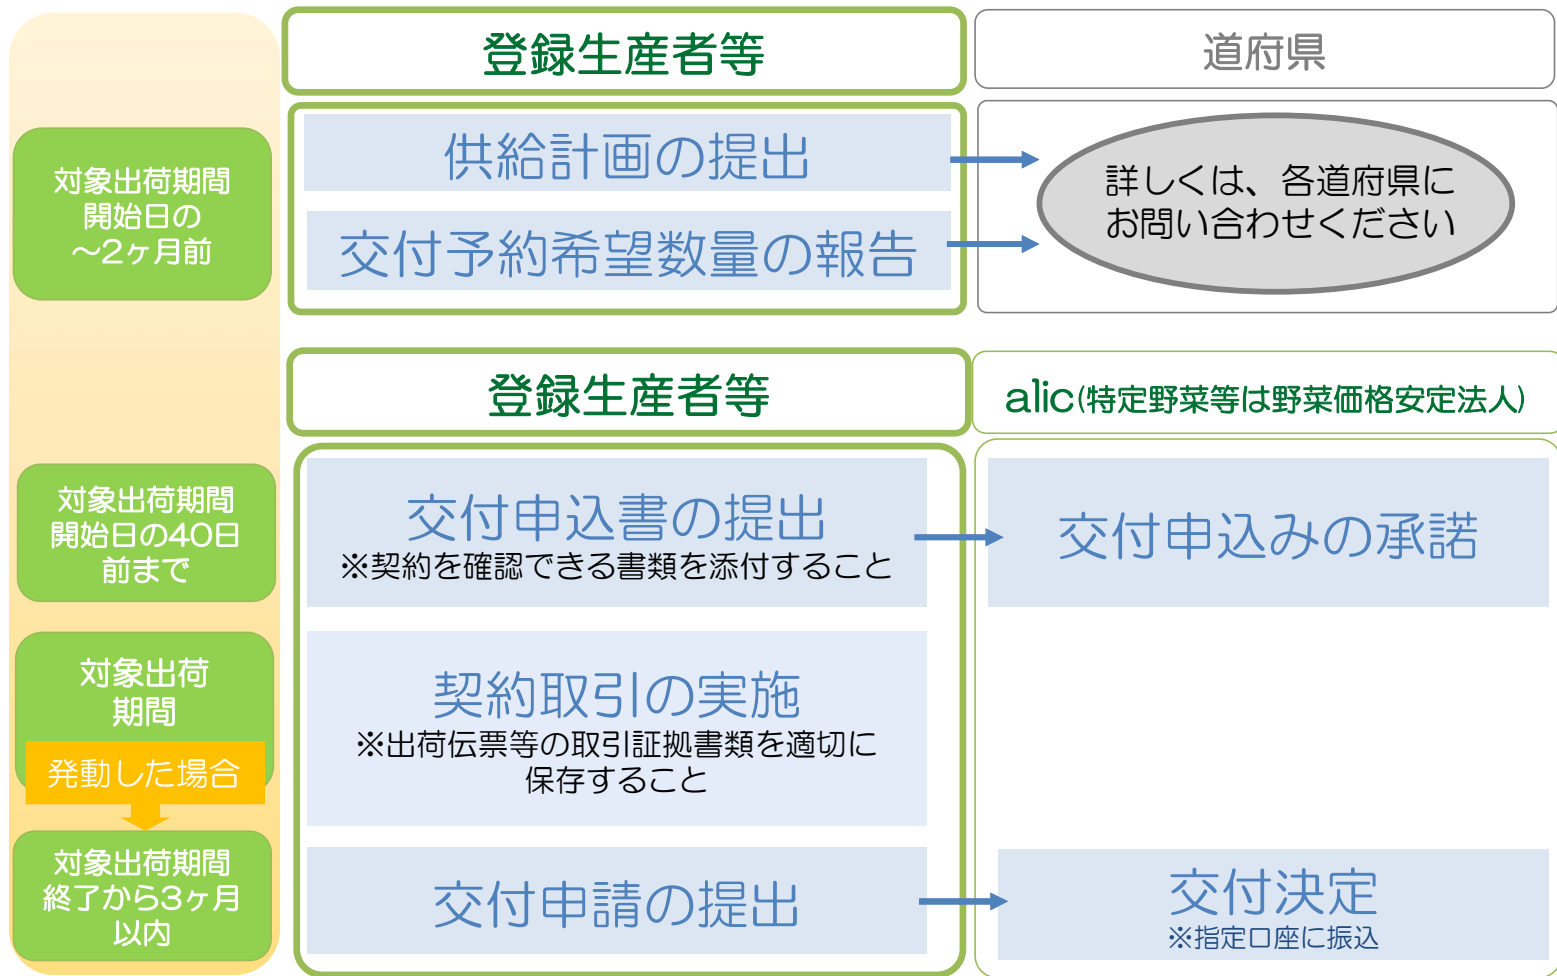 登録生産者等
道府県
対象出荷期間
開始日の
～2ヶ月前
供給計画の提出
交付予約希望数量の報告
詳しくは、各道府県に
お問い合わせください
登録生産者等
alic(特定野菜等は野菜価格安定法人)
対象出荷期間
開始日の40日
前まで
交付申込書の提出
※契約を確認できる書類を添付すること
交付申込みの承諾
対象出荷
期間
発動した場合
契約取引の実施
※出荷伝票等の取引証拠書類を適切に
保存すること
対象出荷期間
終了から3ヶ月
以内
交付申請の提出
交付決定
※指定口座に振込